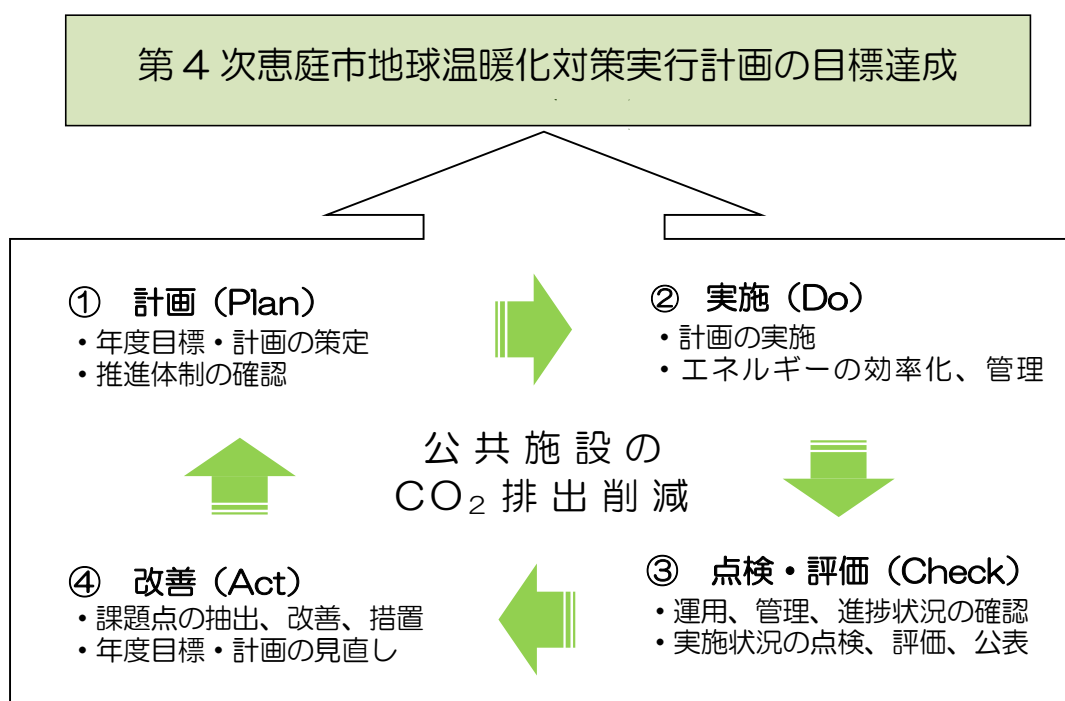 第4次恵庭市地球温暖化対策実行計画の目標達成
① 計画（Plan）
・年度目標・計画の策定
・推進体制の確認
② 実施（Do）
・計画の実施
・エネルギーの効率化、管理
公共施設の
CO₂排出削減
③ 点検・評価（Check）
・運用、管理、進捗状況の確認
・実施状況の点検、評価、公表
④ 改善（Act）
・課題点の抽出、改善、措置
・年度目標・計画の見直し